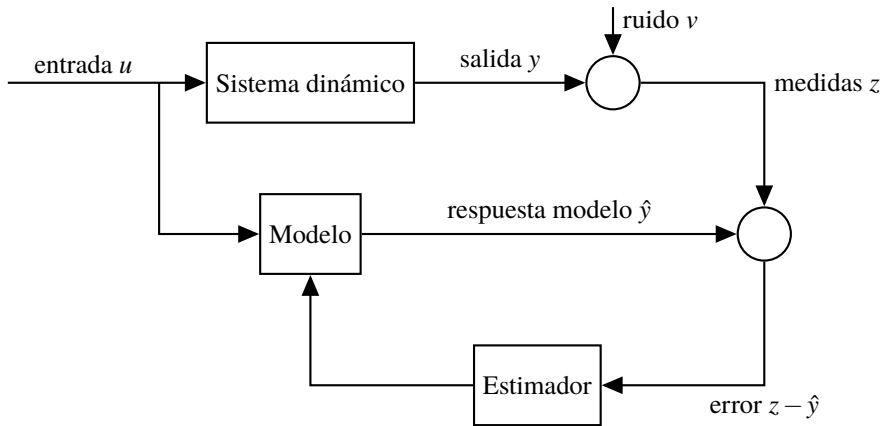 ruido v
entrada u
salida y
Sistema dinámico
medidas z
respuesta modelo ŷ
Modelo
Estimador
error z − ŷ